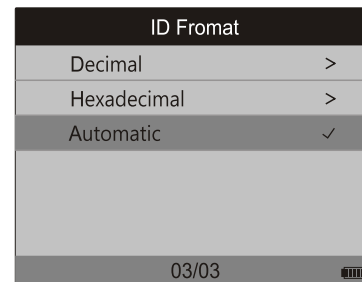 ID Fromat
Decimal >
Hexadecimal >
Automatic ✓
03/03